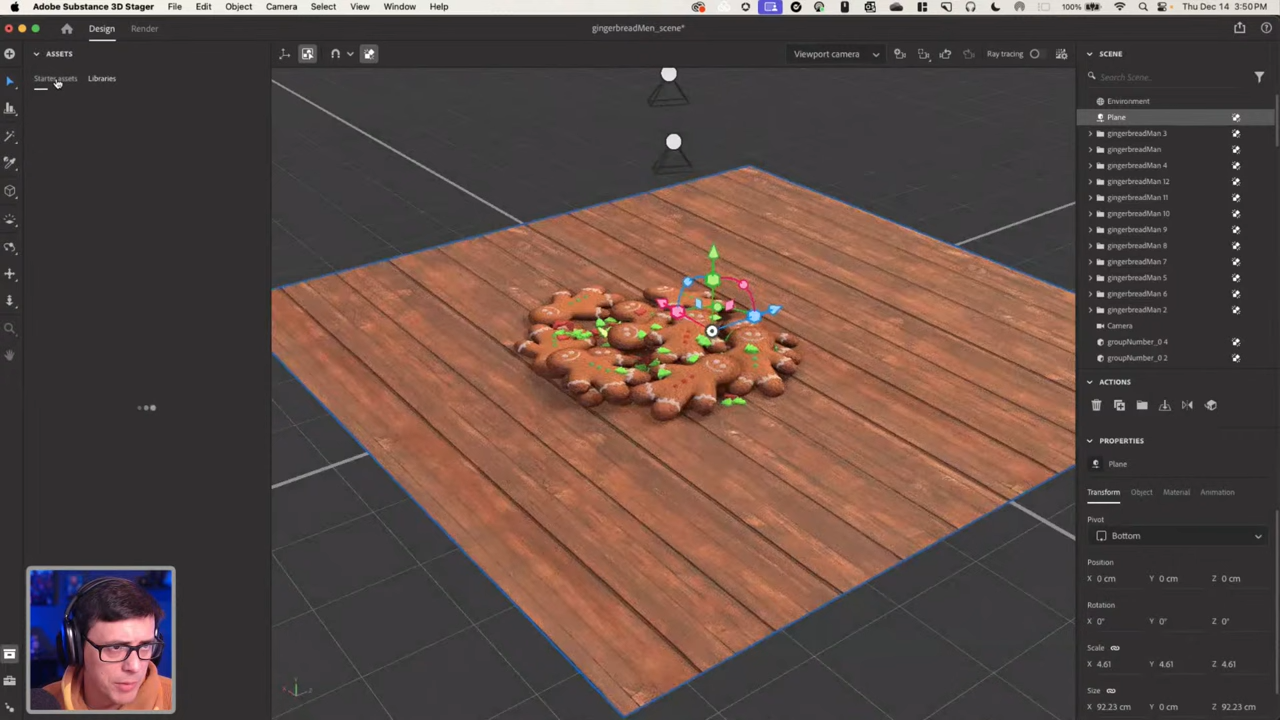 Adobe Substance 3D Stager File Edit Object Camera Select View Window Help 100% Thu Dec 14 3:50 PM
Design Render gingerbreadMen_scene*
ASSETS
Starter assets Libraries
Viewport camera Ray tracing
SCENE
Search Scene...
Environment
Plane
gingerbreadMan 3
gingerbreadMan
gingerbreadMan 4
gingerbreadMan 12
gingerbreadMan 11
gingerbreadMan 10
gingerbreadMan 9
gingerbreadMan 8
gingerbreadMan 7
gingerbreadMan 5
gingerbreadMan 6
gingerbreadMan 2
Camera
groupNumber_0 4
groupNumber_0 2
ACTIONS
PROPERTIES
Plane
Transform Object Material Animation
Pivot
Bottom
Position
X 0 cm Y 0 cm Z 0 cm
Rotation
X 0° Y 0° Z 0°
Scale
X 4.61 Y 4.61 Z 4.61
Size
X 92.23 cm Y 0 cm Z 92.23 cm